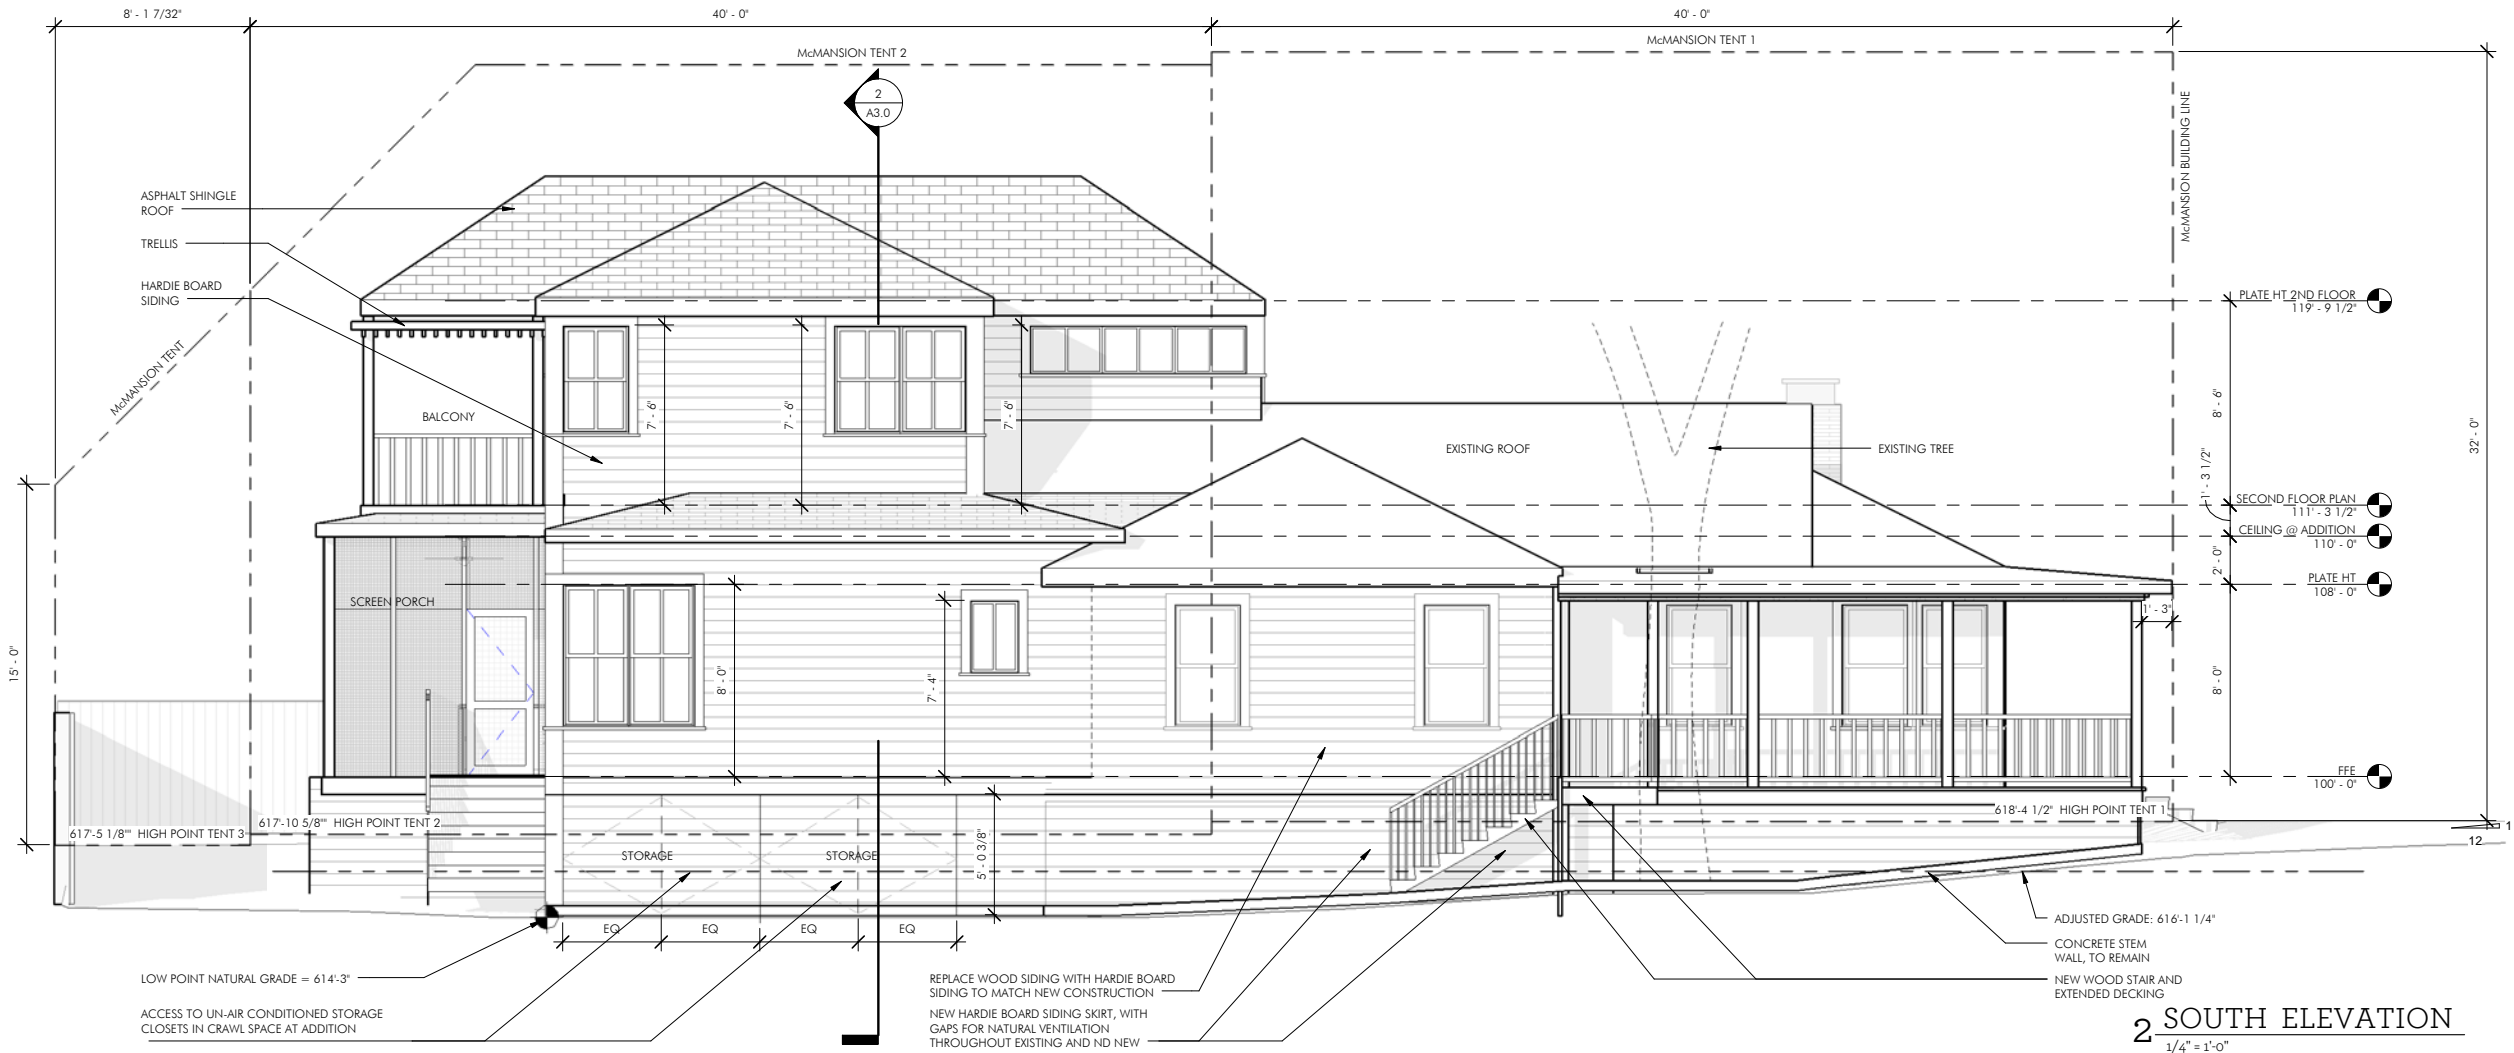 8' - 1 7/32"
40' - 0"
40' - 0"
McMANSION TENT 2
McMANSION TENT 1
2
A3.0
McMANSION BUILDING LINE
ASPHALT SHINGLE
ROOF
TRELLIS
HARDIE BOARD
SIDING
McMANSION TENT
BALCONY
7' - 6"
7' - 6"
7' - 6"
EXISTING ROOF
EXISTING TREE
PLATE HT 2ND FLOOR
119' - 9 1/2"
8' - 6"
32' - 0"
1' - 3 1/2"
SECOND FLOOR PLAN
111' - 3 1/2"
CEILING @ ADDITION
110' - 0"
2' - 0"
PLATE HT
108' - 0"
1' - 3"
8' - 0"
FFE
100' - 0"
15' - 0"
SCREEN PORCH
8' - 0"
7' - 4"
617'-5 1/8"" HIGH POINT TENT 3
617'-10 5/8"" HIGH POINT TENT 2
618'-4 1/2" HIGH POINT TENT 1
1
12
STORAGE
STORAGE
5' - 0 3/8"
EQ
EQ
EQ
EQ
LOW POINT NATURAL GRADE = 614'-3"
ACCESS TO UN-AIR CONDITIONED STORAGE
CLOSETS IN CRAWL SPACE AT ADDITION
REPLACE WOOD SIDING WITH HARDIE BOARD
SIDING TO MATCH NEW CONSTRUCTION
NEW HARDIE BOARD SIDING SKIRT, WITH
GAPS FOR NATURAL VENTILATION
THROUGHOUT EXISTING AND ND NEW
ADJUSTED GRADE: 616'-1 1/4"
CONCRETE STEM
WALL, TO REMAIN
NEW WOOD STAIR AND
EXTENDED DECKING
2 SOUTH ELEVATION
1/4" = 1'-0"